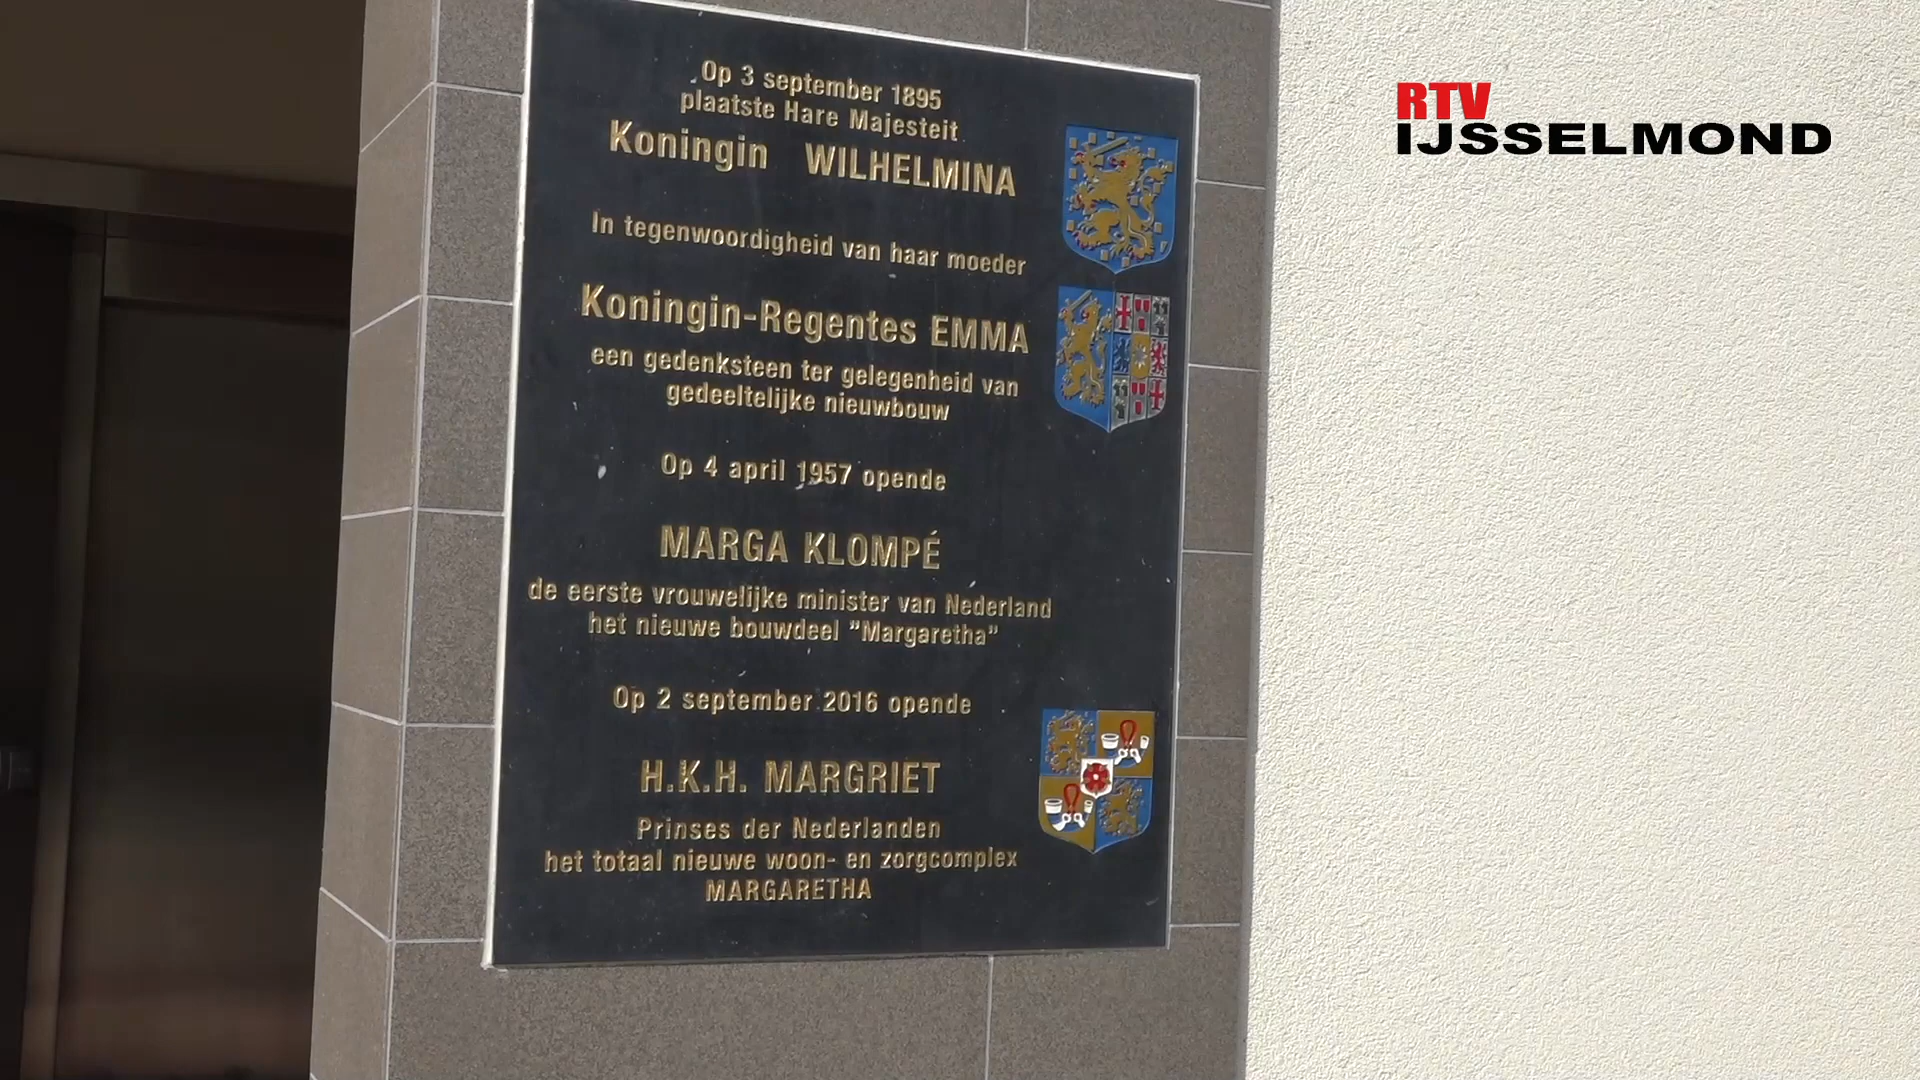 Op 3 september 1895
plaatste Hare Majesteit
Koningin WILHELMINA
In tegenwoordigheid van haar moeder
Koningin-Regentes EMMA
een gedenksteen ter gelegenheid van
gedeeltelijke nieuwbouw
Op 4 april 1957 opende
MARGA KLOMPÉ
de eerste vrouwelijke minister van Nederland
het nieuwe bouwdeel "Margaretha"
Op 2 september 2016 opende
H.K.H. MARGRIET
Prinses der Nederlanden
het totaal nieuwe woon- en zorgcomplex
MARGARETHA
RTV
IJSSELMOND